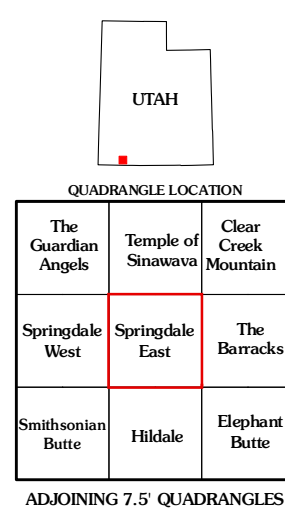 UTAH
QUADRANGLE LOCATION
The
Guardian
Angels
Temple of
Sinawava
Clear
Creek
Mountain
Springdale
West
Springdale
East
The
Barracks
Smithsonian
Butte
Hildale
Elephant
Butte
ADJOINING 7.5' QUADRANGLES